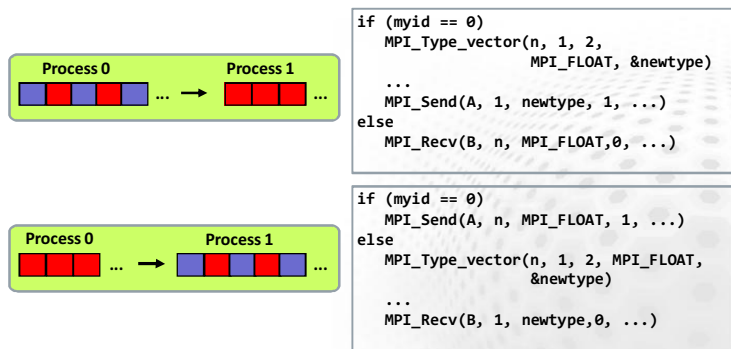 Process 0
Process 1
... 
...
if (myid == 0)
MPI_Type_vector(n, 1, 2,
MPI_FLOAT, &newtype)
...
MPI_Send(A, 1, newtype, 1, ...)
else
MPI_Recv(B, n, MPI_FLOAT,0, ...)
Process 0
Process 1
...
...
if (myid == 0)
MPI_Send(A, n, MPI_FLOAT, 1, ...)
else
MPI_Type_vector(n, 1, 2, MPI_FLOAT,
&newtype)
...
MPI_Recv(B, 1, newtype,0, ...)